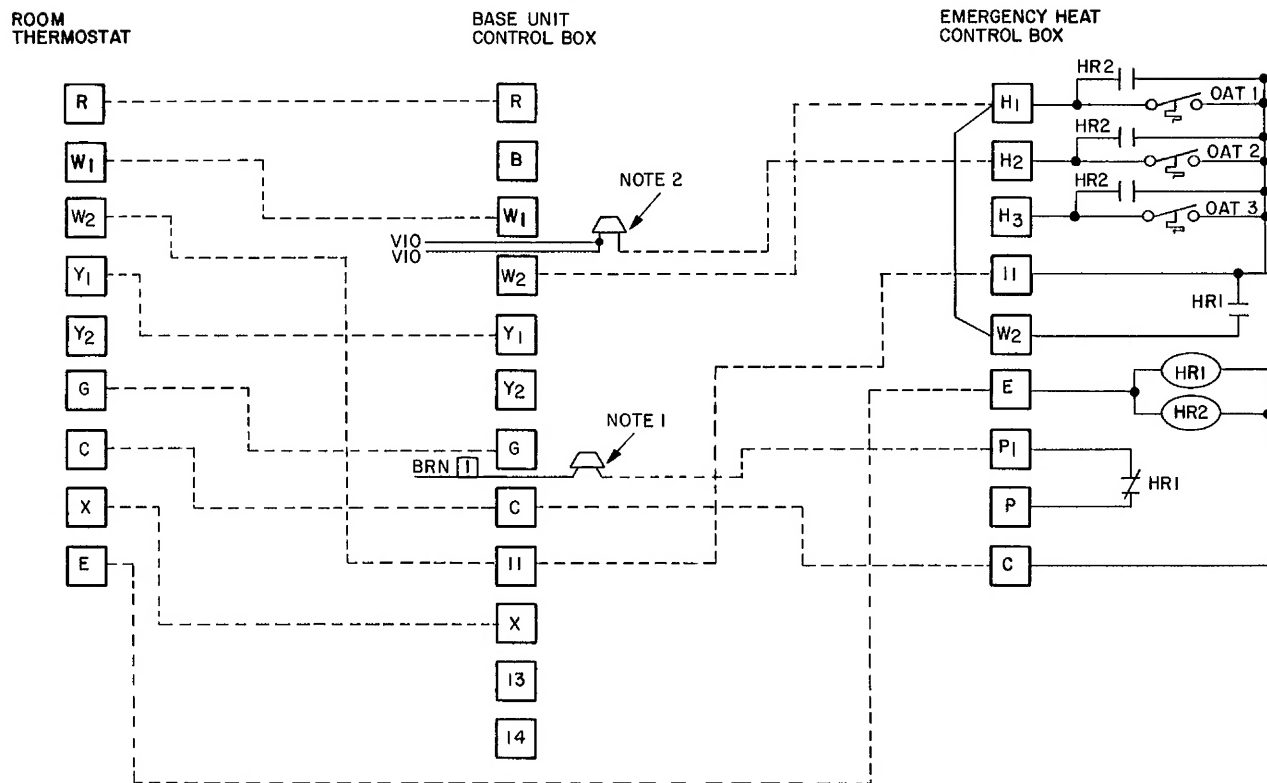 ROOM
THERMOSTAT
R
W1
W2
Y1
Y2
G
C
X
E
BASE UNIT
CONTROL BOX
R
B
W1
NOTE 2
VIO
VIO
W2
Y1
Y2
NOTE 1
G
BRN 1
C
11
X
13
14
EMERGENCY HEAT
CONTROL BOX
HR2
H1
OAT 1
HR2
H2
OAT 2
HR2
H3
OAT 3
11
HR1
W2
HR1
E
HR2
P1
HR1
P
C